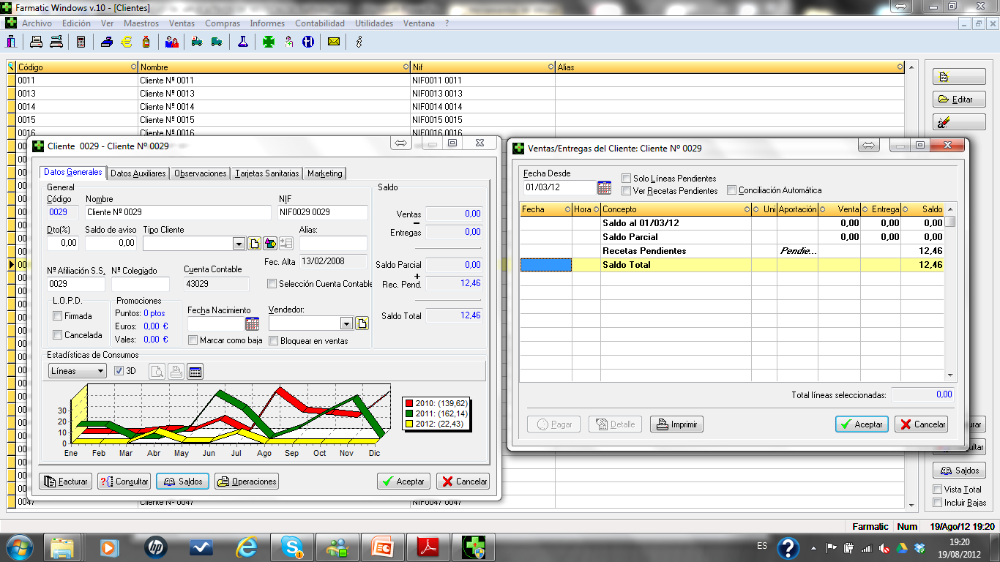 Farmatic Windows v.10 - [Clientes]
Archivo Edición Ver Maestros Ventas Compras Informes Contabilidad Utilidades Ventana ?
Código Nombre Nif Alias
0011 Cliente Nº 0011 NIF0011 0011
0013 Cliente Nº 0013 NIF0013 0013
0014 Cliente Nº 0014 NIF0014 0014
0015 Cliente Nº 0015 NIF0015 0015
0016 Cliente Nº 0016 NIF0016 0016
Editar
Cliente 0029 - Cliente Nº 0029
Datos Generales Datos Auxiliares Observaciones Tarjetas Sanitarias Marketing
General
Código Nombre NIF
0029 Cliente Nº 0029 NIF0029 0029
Dto(%) Saldo de aviso Tipo Cliente Alias:
0,00 0,00
Fec. Alta 13/02/2008
Nº Afiliación S.S. Nº Colegiado Cuenta Contable
0029 43029 Selección Cuenta Contable
L.O.P.D.
Firmada
Cancelada
Promociones
Puntos: 0 ptos
Euros: 0,00 €
Vales: 0,00 €
Fecha Nacimiento Vendedor:
Marcar como baja Bloquear en ventas
Saldo
Ventas 0,00
Entregas 0,00
Saldo Parcial 0,00
+
Rec. Pend. 12,46
Saldo Total 12,46
Estadísticas de Consumos
Líneas 3D
30
20
10
0
Ene Feb Mar Abr May Jun Jul Ago Sep Oct Nov Dic
2010: (139,62)
2011: (162,14)
2012: (22,43)
Facturar ?{ Consultar Saldos Operaciones Aceptar Cancelar
0047 Cliente Nº 0047 NIF0047 0047
Ventas/Entregas del Cliente: Cliente Nº 0029
Fecha Desde
01/03/12
Solo Líneas Pendientes
Ver Recetas Pendientes Conciliación Automática
Fecha Hora Concepto Uni Aportación Venta Entrega Saldo
Saldo al 01/03/12 0,00 0,00 0,00
Saldo Parcial 0,00 0,00 0,00
Recetas Pendientes Pendie... 12,46
Saldo Total 12,46
Total líneas seleccionadas: 0,00
Pagar Detalle Imprimir Aceptar Cancelar
Saldos
Vista Total
Incluir Bajas
Farmatic Num 19/Ago/12 19:20
ES
19:20
19/08/2012